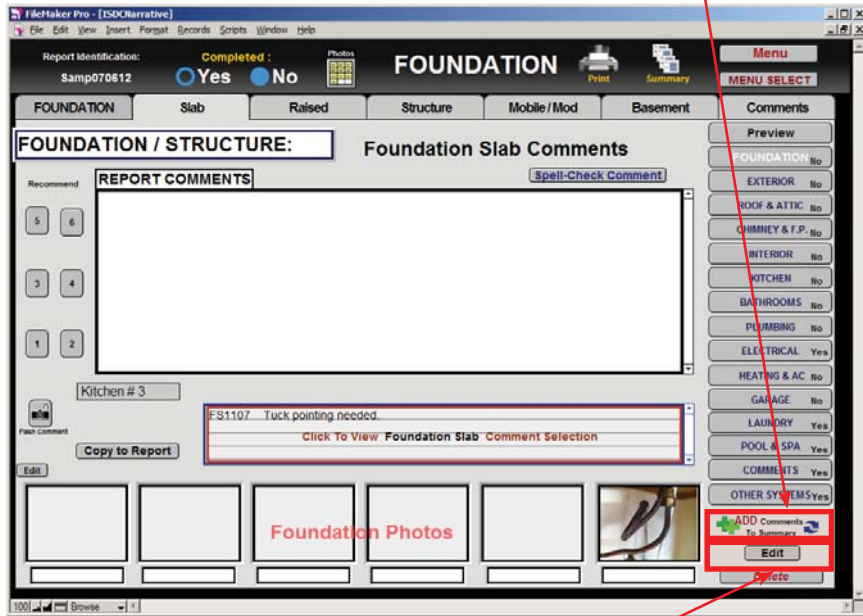 FileMaker Pro - [ISDCNarrative]
File Edit View Insert Format Records Scripts Window Help
Report Identification:
Samp070612
Completed :
Yes No
Photos
FOUNDATION
Print
Summary
Menu
MENU SELECT
FOUNDATION Slab Raised Structure Mobile / Mod Basement Comments
FOUNDATION / STRUCTURE:
Foundation Slab Comments
Recommend
REPORT COMMENTS
Spell-Check Comment
5 6
3 4
1 2
Preview
FOUNDATION No
EXTERIOR No
ROOF & ATTIC No
CHIMNEY & F.P. No
INTERIOR No
KITCHEN No
BATHROOMS No
PLUMBING No
ELECTRICAL Yes
HEATING & AC No
GARAGE No
LAUNDRY Yes
POOL & SPA Yes
COMMENTS Yes
OTHER SYSTEMS Yes
Kitchen # 3
Flash Comment
Copy to Report
Edit
FS1107 Tuck pointing needed.
Click To View Foundation Slab Comment Selection
Foundation Photos
ADD Comments
To Summary
Edit
Delete
100 Browse